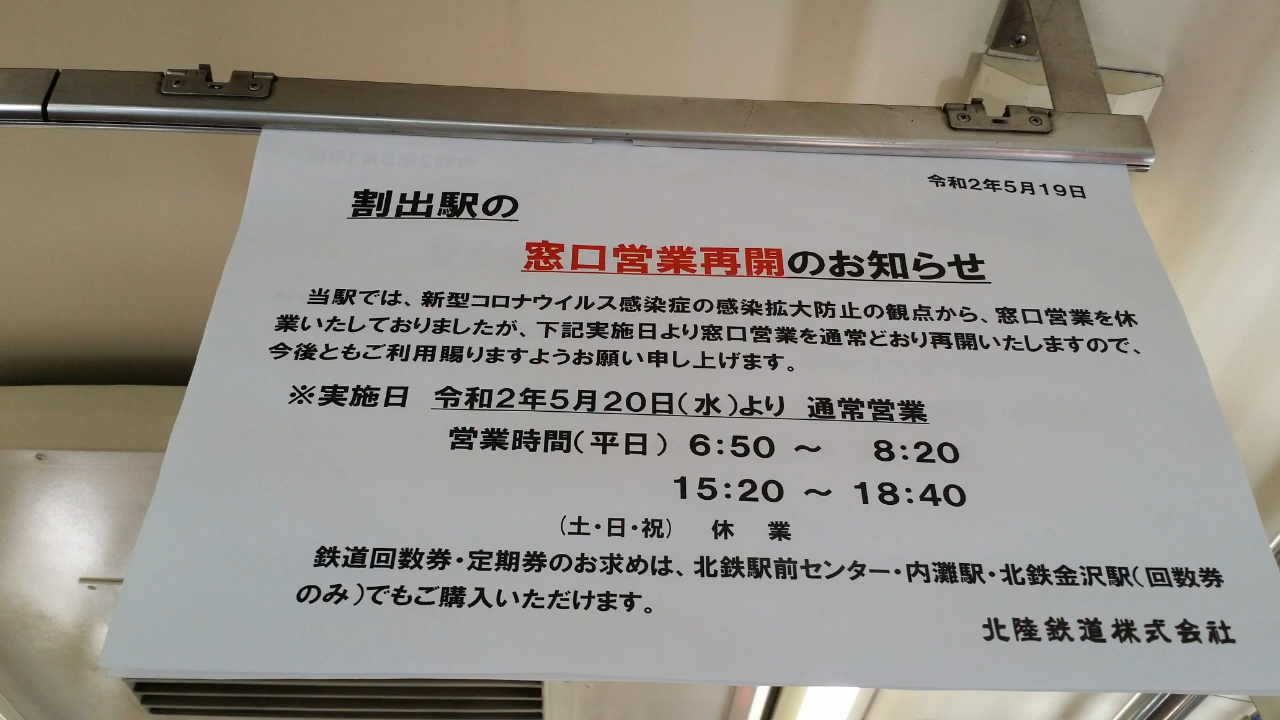 令和2年5月19日
割出駅の
窓口営業再開のお知らせ
当駅では、新型コロナウイルス感染症の感染拡大防止の観点から、窓口営業を休
業いたしておりましたが、下記実施日より窓口営業を通常どおり再開いたしますので、
今後ともご利用賜りますようお願い申し上げます。
※実施日　令和2年5月20日(水)より　通常営業
営業時間(平日)　6:50 ～ 8:20
15:20 ～ 18:40
(土・日・祝)　休　業
鉄道回数券・定期券のお求めは、北鉄駅前センター・内灘駅・北鉄金沢駅(回数券
のみ)でもご購入いただけます。
北陸鉄道株式会社